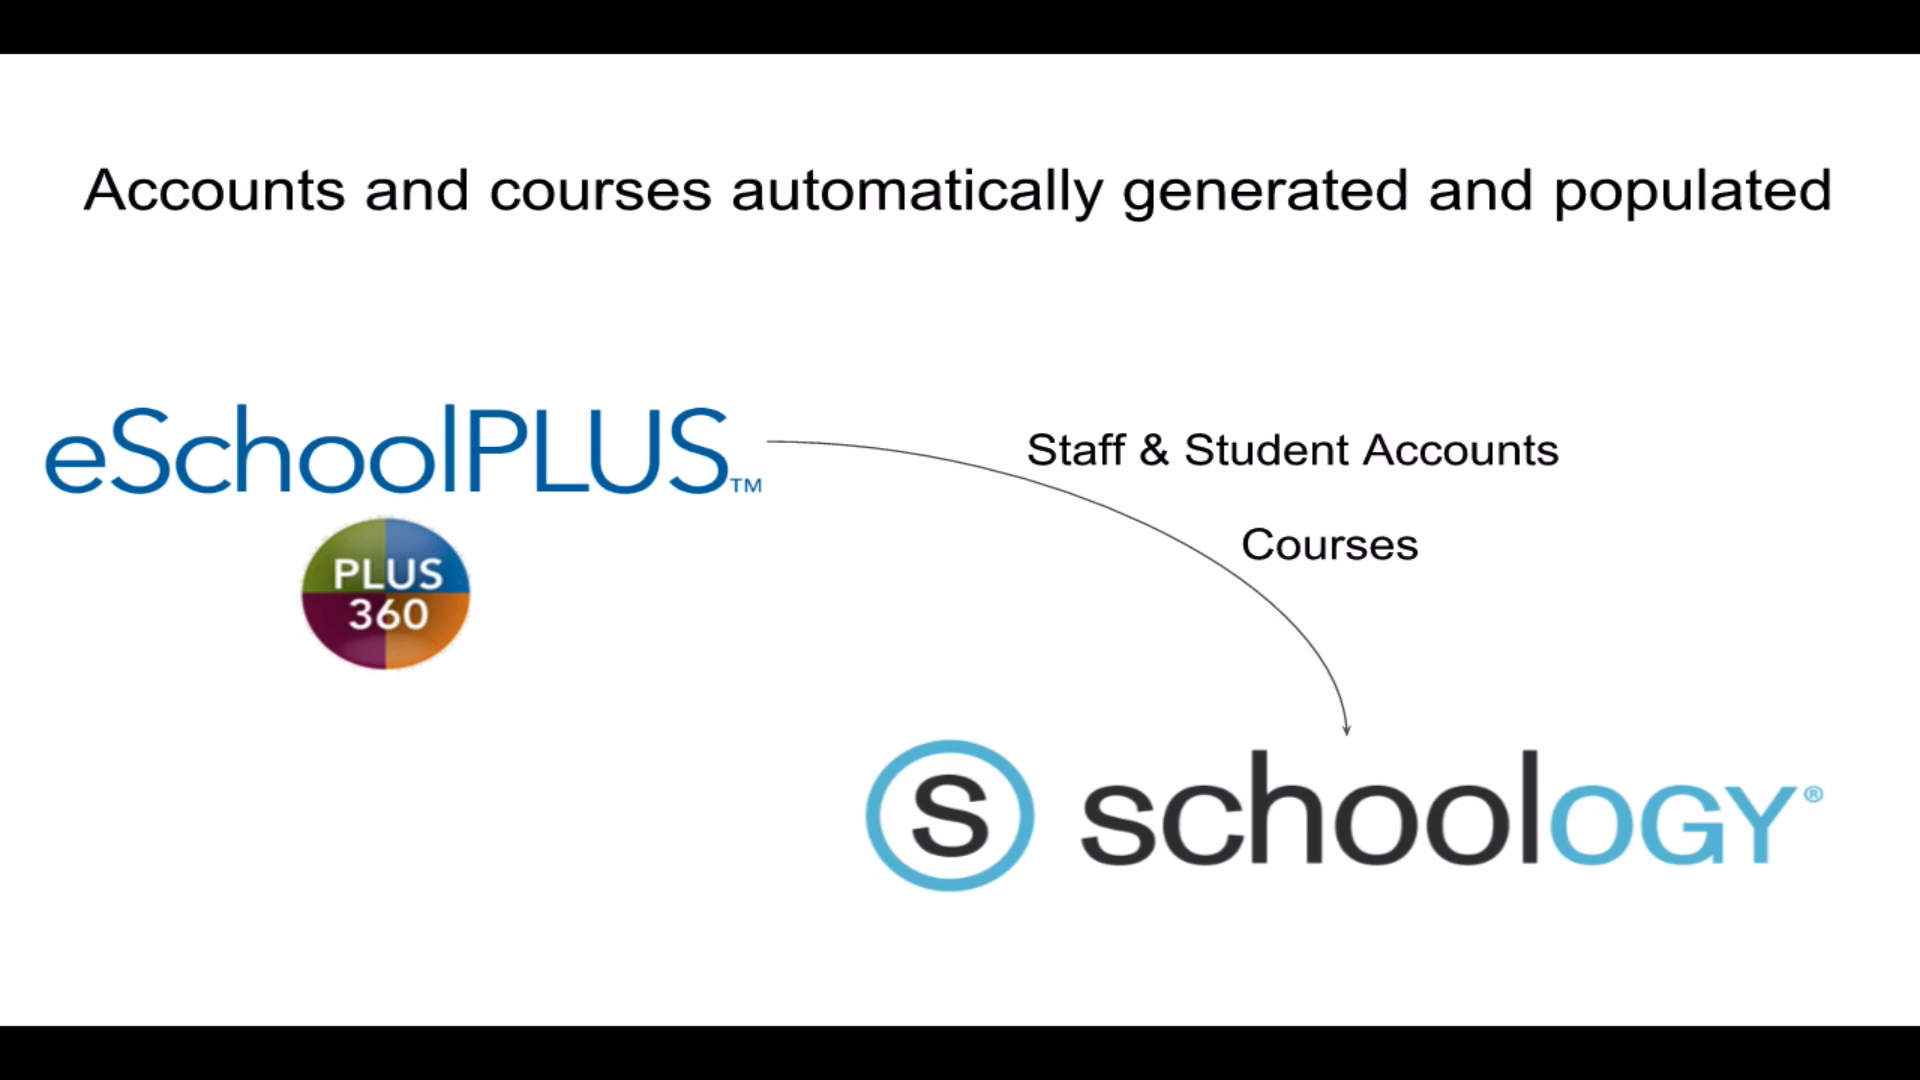 Accounts and courses automatically generated and populated
eSchoolPLUS™
PLUS
360
Staff & Student Accounts
Courses
S schoology®